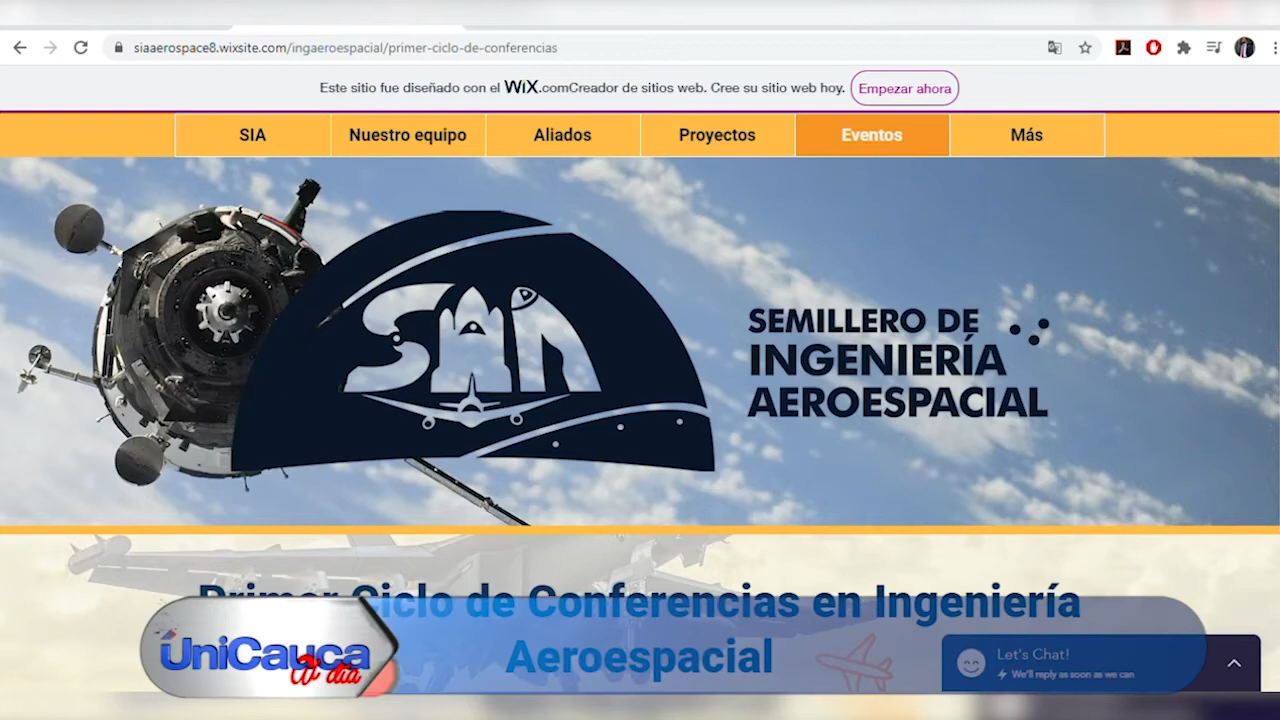 siaaerospace8.wixsite.com/ingaeroespacial/primer-ciclo-de-conferencias
Este sitio fue diseñado con el WiX.comCreador de sitios web. Cree su sitio web hoy. Empezar ahora
SIA Nuestro equipo Aliados Proyectos Eventos Más
SIA
SEMILLERO DE
INGENIERÍA
AEROESPACIAL
Primer Ciclo de Conferencias en Ingeniería
Aeroespacial
UniCauca
Al día
Let's Chat!
We'll reply as soon as we can